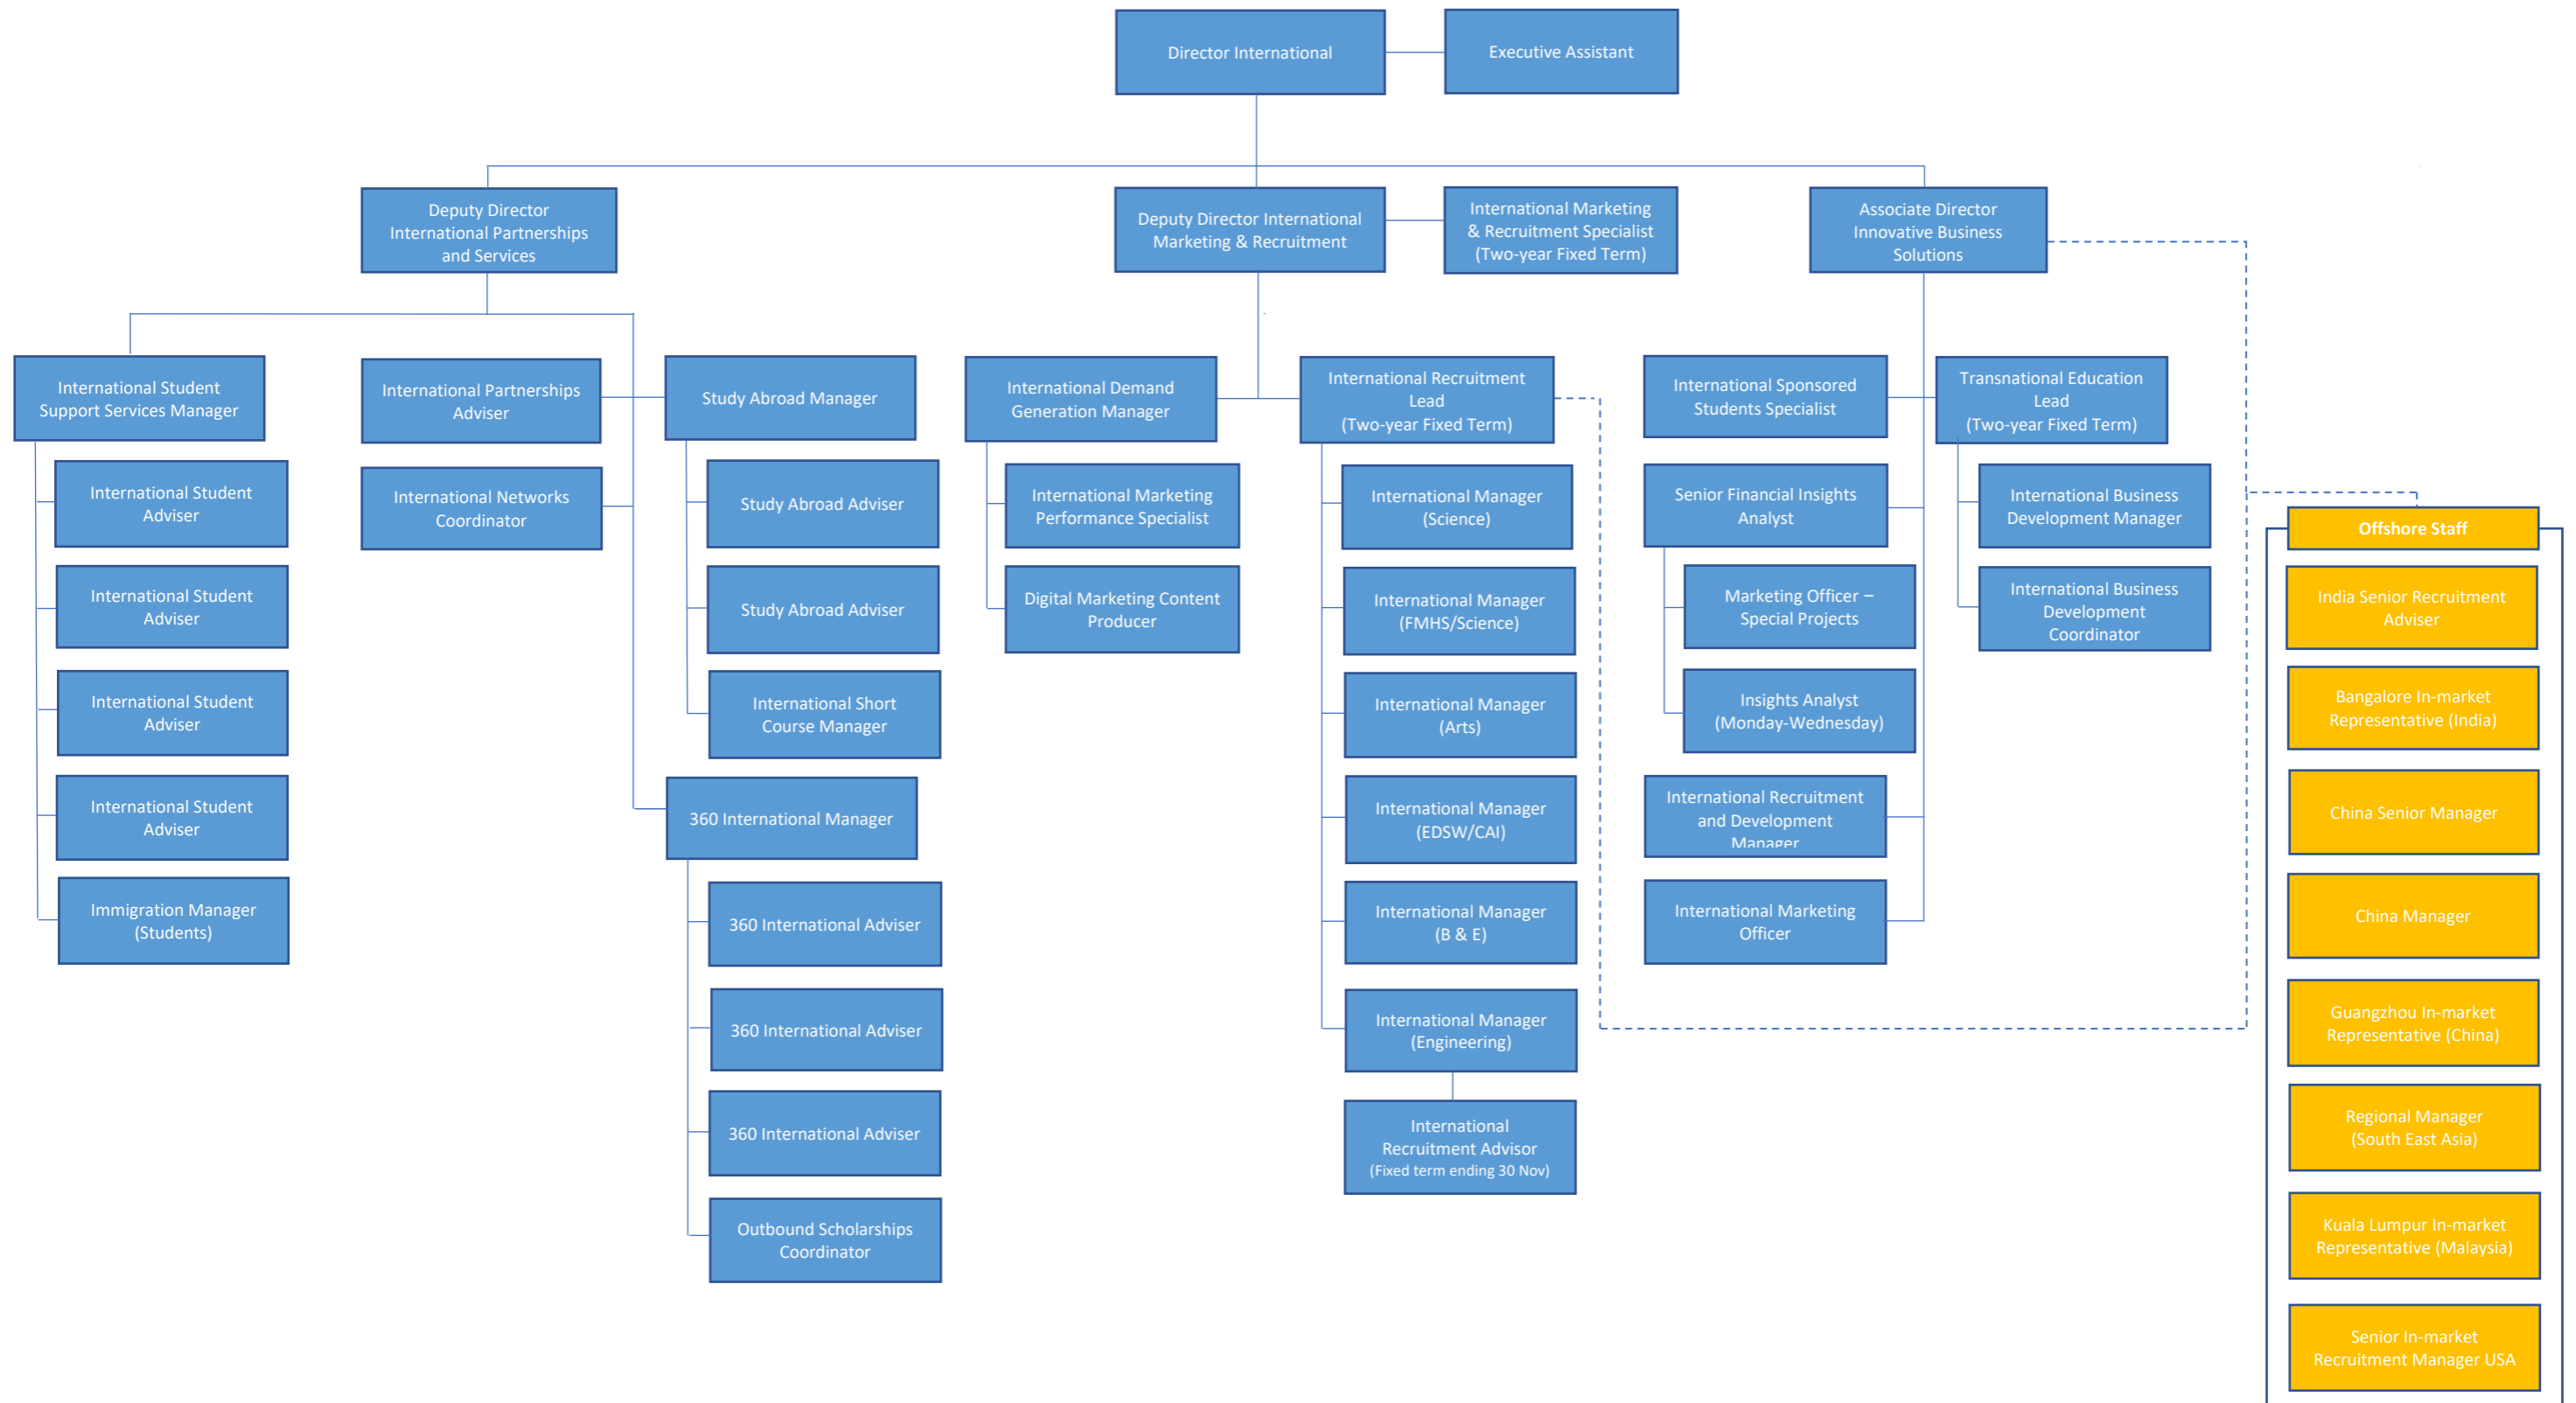 Director International
Executive Assistant
Deputy Director
International Partnerships
and Services
Deputy Director International
Marketing & Recruitment
International Marketing
& Recruitment Specialist
(Two-year Fixed Term)
Associate Director
Innovative Business
Solutions
International Student
Support Services Manager
International Student
Adviser
International Student
Adviser
International Student
Adviser
International Student
Adviser
Immigration Manager
(Students)
International Partnerships
Adviser
International Networks
Coordinator
Study Abroad Manager
Study Abroad Adviser
Study Abroad Adviser
International Short
Course Manager
360 International Manager
360 International Adviser
360 International Adviser
360 International Adviser
Outbound Scholarships
Coordinator
International Demand
Generation Manager
International Marketing
Performance Specialist
Digital Marketing Content
Producer
International Recruitment
Lead
(Two-year Fixed Term)
International Manager
(Science)
International Manager
(FMHS/Science)
International Manager
(Arts)
International Manager
(EDSW/CAI)
International Manager
(B & E)
International Manager
(Engineering)
International
Recruitment Advisor
(Fixed term ending 30 Nov)
International Sponsored
Students Specialist
Senior Financial Insights
Analyst
Marketing Officer –
Special Projects
Insights Analyst
(Monday-Wednesday)
International Recruitment
and Development
Manager
International Marketing
Officer
Transnational Education
Lead
(Two-year Fixed Term)
International Business
Development Manager
International Business
Development
Coordinator
Offshore Staff
India Senior Recruitment
Adviser
Bangalore In-market
Representative (India)
China Senior Manager
China Manager
Guangzhou In-market
Representative (China)
Regional Manager
(South East Asia)
Kuala Lumpur In-market
Representative (Malaysia)
Senior In-market
Recruitment Manager USA